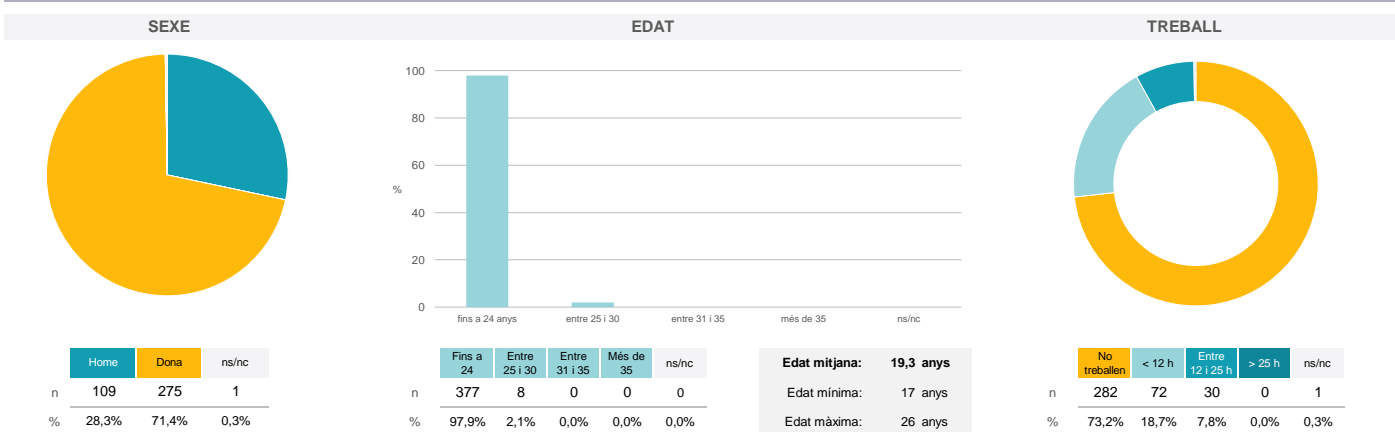 SEXE
EDAT
TREBALL
100
80
60
%
40
20
0
fins a 24 anys
entre 25 i 30
entre 31 i 35
més de 35
ns/nc
Home Dona ns/nc
n 109 275 1
% 28,3% 71,4% 0,3%
Fins a 24 Entre 25 i 30 Entre 31 i 35 Més de 35 ns/nc
n 377 8 0 0 0
% 97,9% 2,1% 0,0% 0,0% 0,0%
Edat mitjana: 19,3 anys
Edat mínima: 17 anys
Edat màxima: 26 anys
No treballen < 12 h Entre 12 i 25 h > 25 h ns/nc
n 282 72 30 0 1
% 73,2% 18,7% 7,8% 0,0% 0,3%